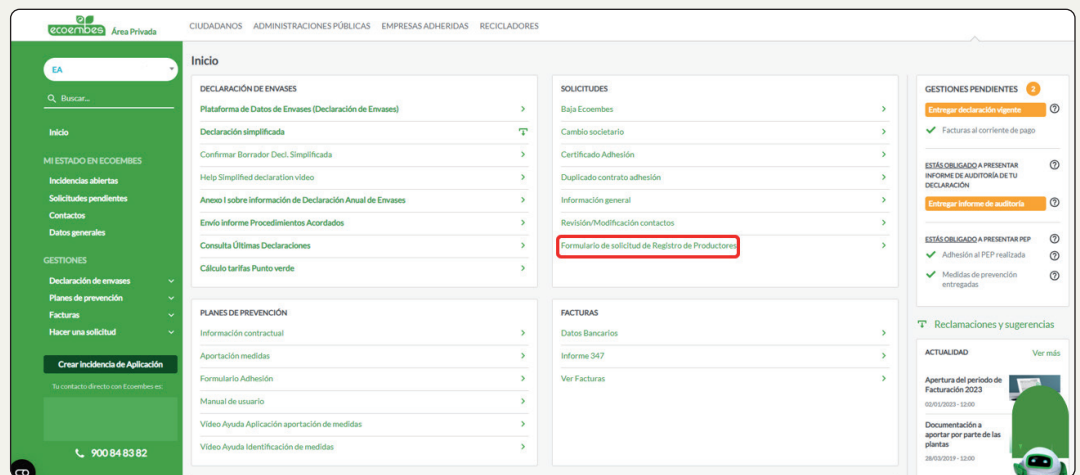 ecoembes Área Privada
CIUDADANOS ADMINISTRACIONES PÚBLICAS EMPRESAS ADHERIDAS RECICLADORES
EA
Buscar...
Inicio
MI ESTADO EN ECOEMBES
Incidencias abiertas
Solicitudes pendientes
Contactos
Datos generales
GESTIONES
Declaración de envases
Planes de prevención
Facturas
Hacer una solicitud
Crear incidencia de Aplicación
Tu contacto directo con Ecoembes es:
900 84 83 82
Inicio
DECLARACIÓN DE ENVASES
Plataforma de Datos de Envases (Declaración de Envases)
Declaración simplificada
Confirmar Borrador Decl. Simplificada
Help Simplified declaration video
Anexo I sobre información de Declaración Anual de Envases
Envío informe Procedimientos Acordados
Consulta Últimas Declaraciones
Cálculo tarifas Punto verde
SOLICITUDES
Baja Ecoembes
Cambio societario
Certificado Adhesión
Duplicado contrato adhesión
Información general
Revisión/Modificación contactos
Formulario de solicitud de Registro de Productores
PLANES DE PREVENCIÓN
Información contractual
Aportación medidas
Formulario Adhesión
Manual de usuario
Vídeo Ayuda Aplicación aportación de medidas
Vídeo Ayuda Identificación de medidas
FACTURAS
Datos Bancarios
Informe 347
Ver Facturas
GESTIONES PENDIENTES 2
Entregar declaración vigente
Facturas al corriente de pago
ESTÁS OBLIGADO A PRESENTAR
INFORME DE AUDITORÍA DE TU
DECLARACIÓN
Entregar informe de auditoría
ESTÁS OBLIGADO A PRESENTAR PEP
Adhesión al PEP realizada
Medidas de prevención
entregadas
Reclamaciones y sugerencias
ACTUALIDAD Ver más
Apertura del periodo de
Facturación 2023
02/01/2023 - 12:00
Documentación a
aportar por parte de las
plantas
28/03/2019 - 12:00